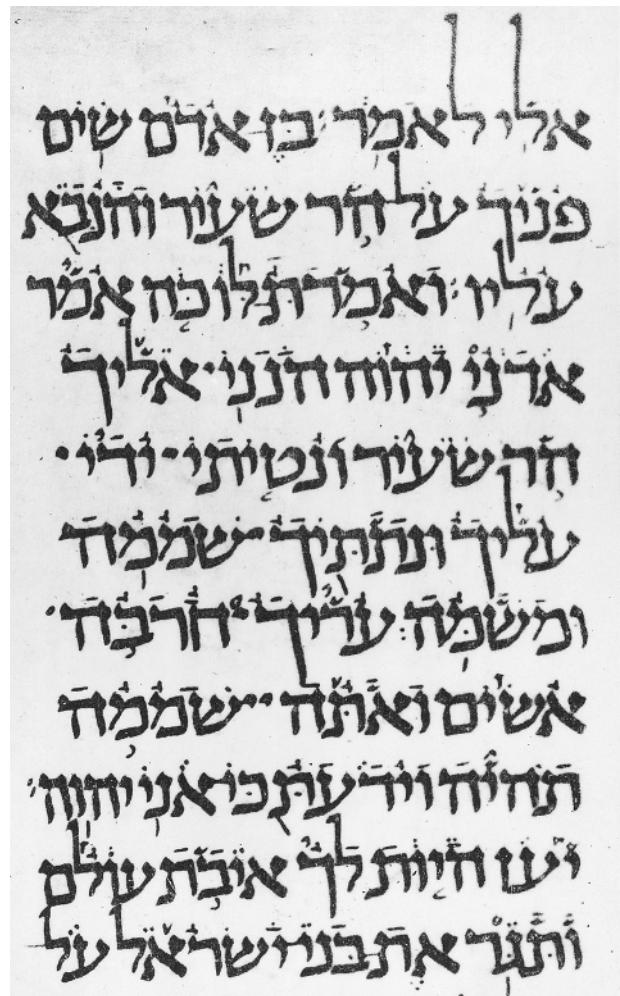 אלי לאמר׃ בן אדם שים
פניך על הר שעיר והנבא
עליו׃ ואמרת לו כה אמר
אדני יהוה הנני אליך
הר שעיר ונטיתי ידי
עליך ונתתיך שממה
ומשמה׃ עריך חרבה
אשים ואתה שממה
תהיה וידעת כי אני יהוה׃
יען היות לך איבת עולם
ותגר את בני ישראל על